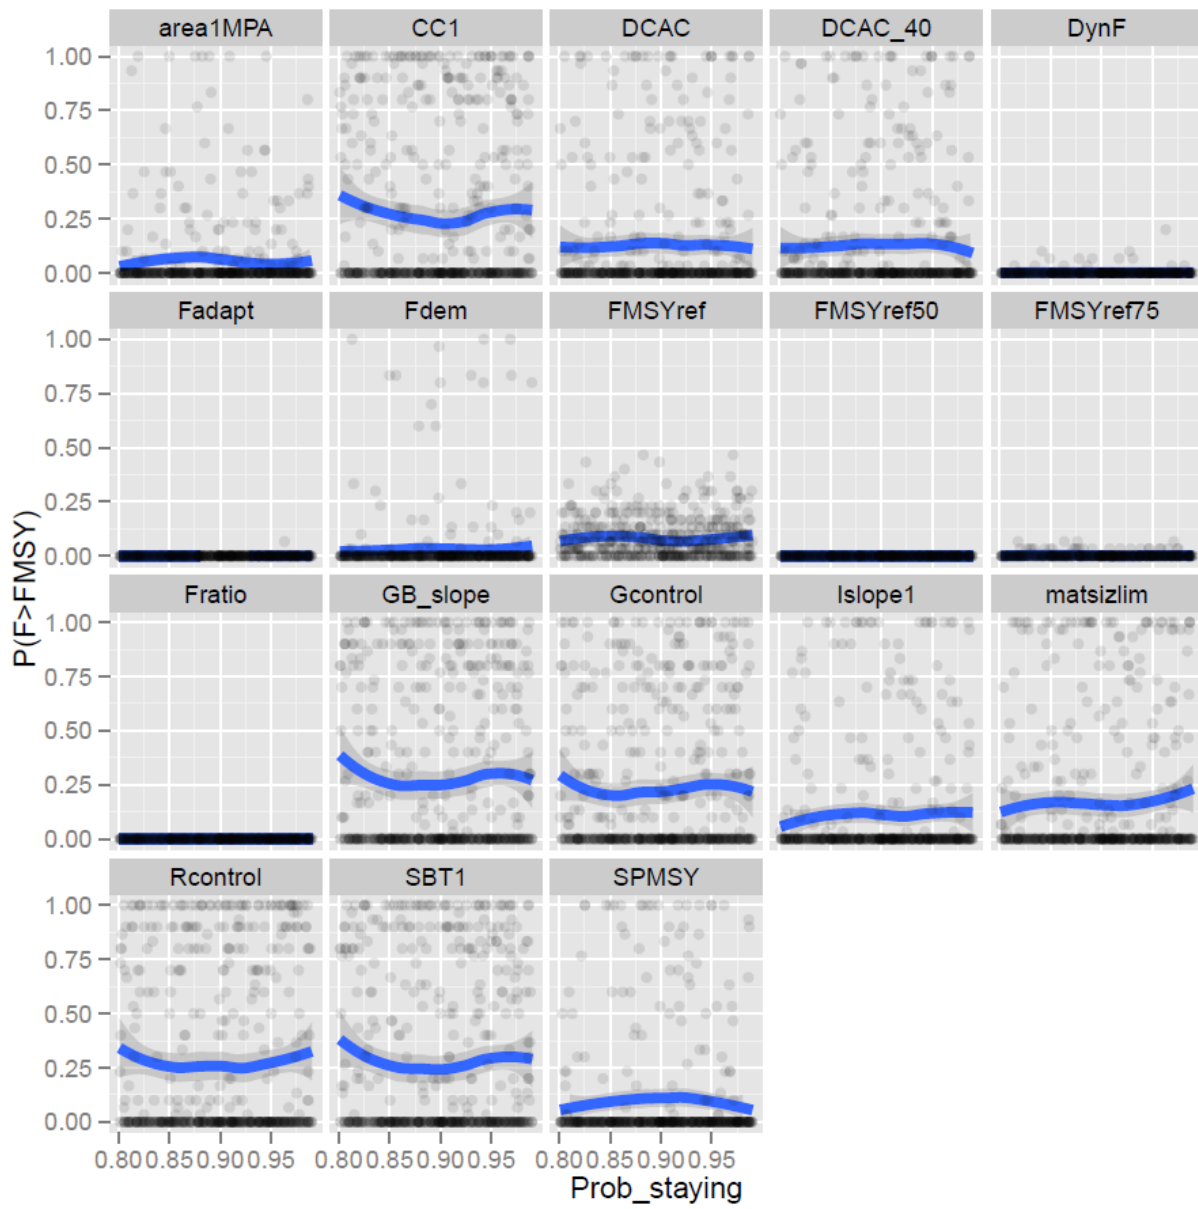 area1MPA CC1 DCAC DCAC_40 DynF
1.00
0.75
0.50
0.25
0.00
Fadapt Fdem FMSYref FMSYref50 FMSYref75
1.00
0.75
0.50
0.25
0.00
P(F>FMSY)
Fratio GB_slope Gcontrol Islope1 matsizlim
1.00
0.75
0.50
0.25
0.00
Rcontrol SBT1 SPMSY
1.00
0.75
0.50
0.25
0.00
0.80 0.85 0.90 0.95 0.80 0.85 0.90 0.95 0.80 0.85 0.90 0.95
Prob_staying